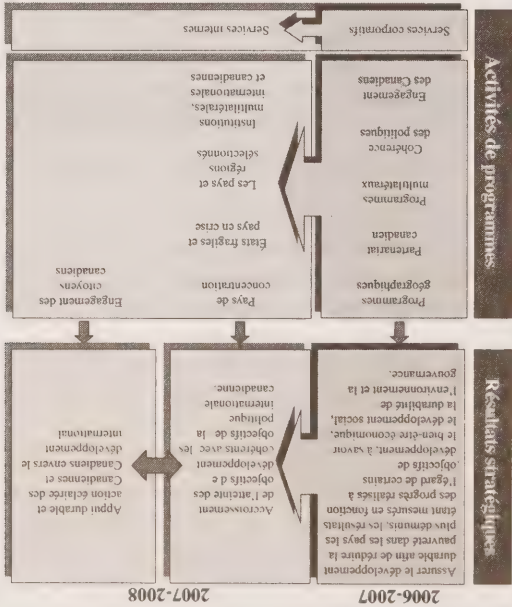 2006-2007
2007-2008
Résultats stratégiques
Assurer le développement
durable afin de réduire la
pauvreté dans les pays les
plus démunis, les résultats
étant mesurés en fonction
des progrès réalisés à
l'égard de certains
objectifs de
développement, à savoir
le bien-être économique,
le développement social,
la durabilité de
l'environnement et la
gouvernance.
Accroissement
de l'atteinte des
objectifs d e
développement
cohérents avec les
objectifs de la
politique
internationale
canadienne.
Appui durable et
action éclairée des
Canadiennes et
Canadiens envers le
développement
international
Activités de programmes
Programmes
géographiques
Partenariat
canadien
Programmes
multilatéraux
Cohérence
des politiques
Engagement
des Canadiens
Pays de
concentration
États fragiles et
pays en crise
Les pays et
régions
sélectionnés
Institutions
multilatérales,
internationales
et canadiennes
Engagement des
citoyens
canadiens
Services corporatifs
Services internes